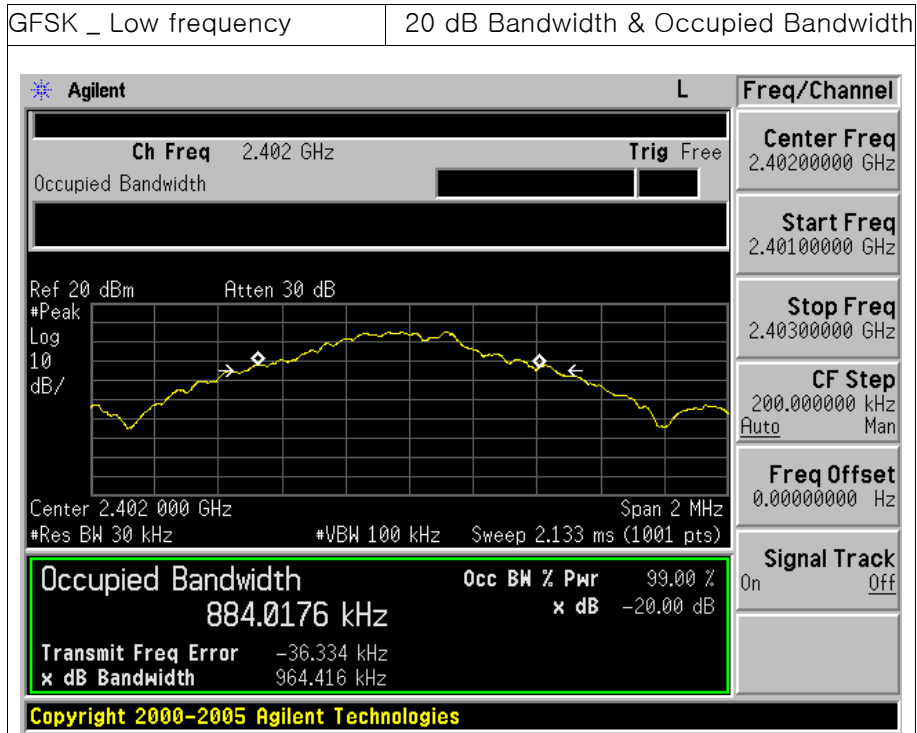 GFSK _ Low frequency
20 dB Bandwidth & Occupied Bandwidth
Agilent
L
Freq/Channel
Ch Freq 2.402 GHz
Trig Free
Occupied Bandwidth
Center Freq
2.40200000 GHz
Start Freq
2.40100000 GHz
Stop Freq
2.40300000 GHz
CF Step
200.000000 kHz
Auto Man
Freq Offset
0.00000000 Hz
Signal Track
On Off
Ref 20 dBm
Atten 30 dB
#Peak
Log
10
dB/
Center 2.402 000 GHz
Span 2 MHz
#Res BW 30 kHz
#VBW 100 kHz
Sweep 2.133 ms (1001 pts)
Occupied Bandwidth
884.0176 kHz
Occ BW % Pwr 99.00 %
x dB -20.00 dB
Transmit Freq Error -36.334 kHz
x dB Bandwidth 964.416 kHz
Copyright 2000-2005 Agilent Technologies